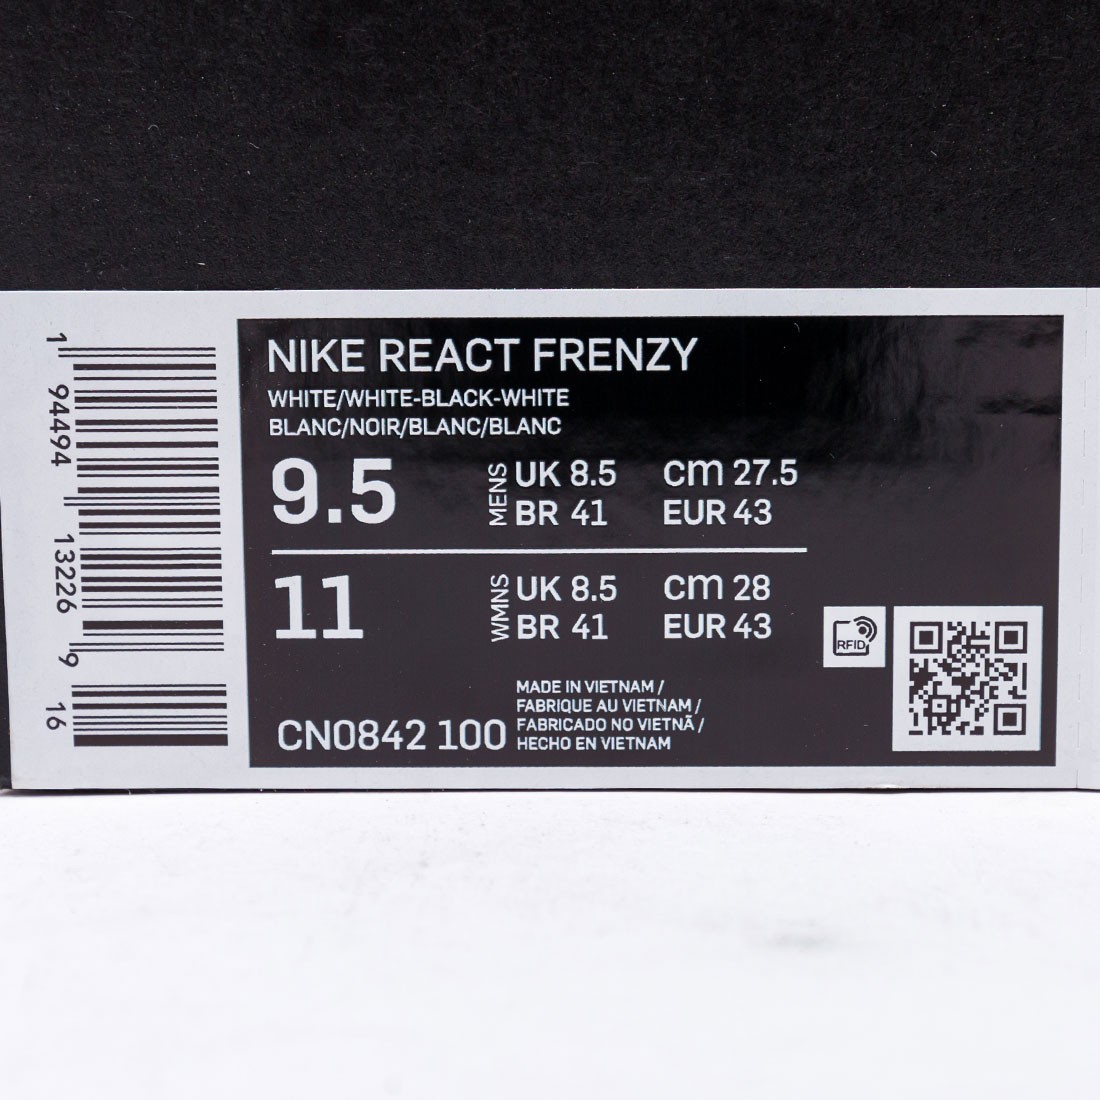 NIKE REACT FRENZY
WHITE/WHITE-BLACK-WHITE
BLANC/NOIR/BLANC/BLANC
9.5 MENS UK 8.5 cm 27.5
BR 41 EUR 43
11 WMNS UK 8.5 cm 28
BR 41 EUR 43
RFID
MADE IN VIETNAM /
FABRIQUE AU VIETNAM /
FABRICADO NO VIETNÃ /
HECHO EN VIETNAM
CN0842 100
1 94494 13226 9 16